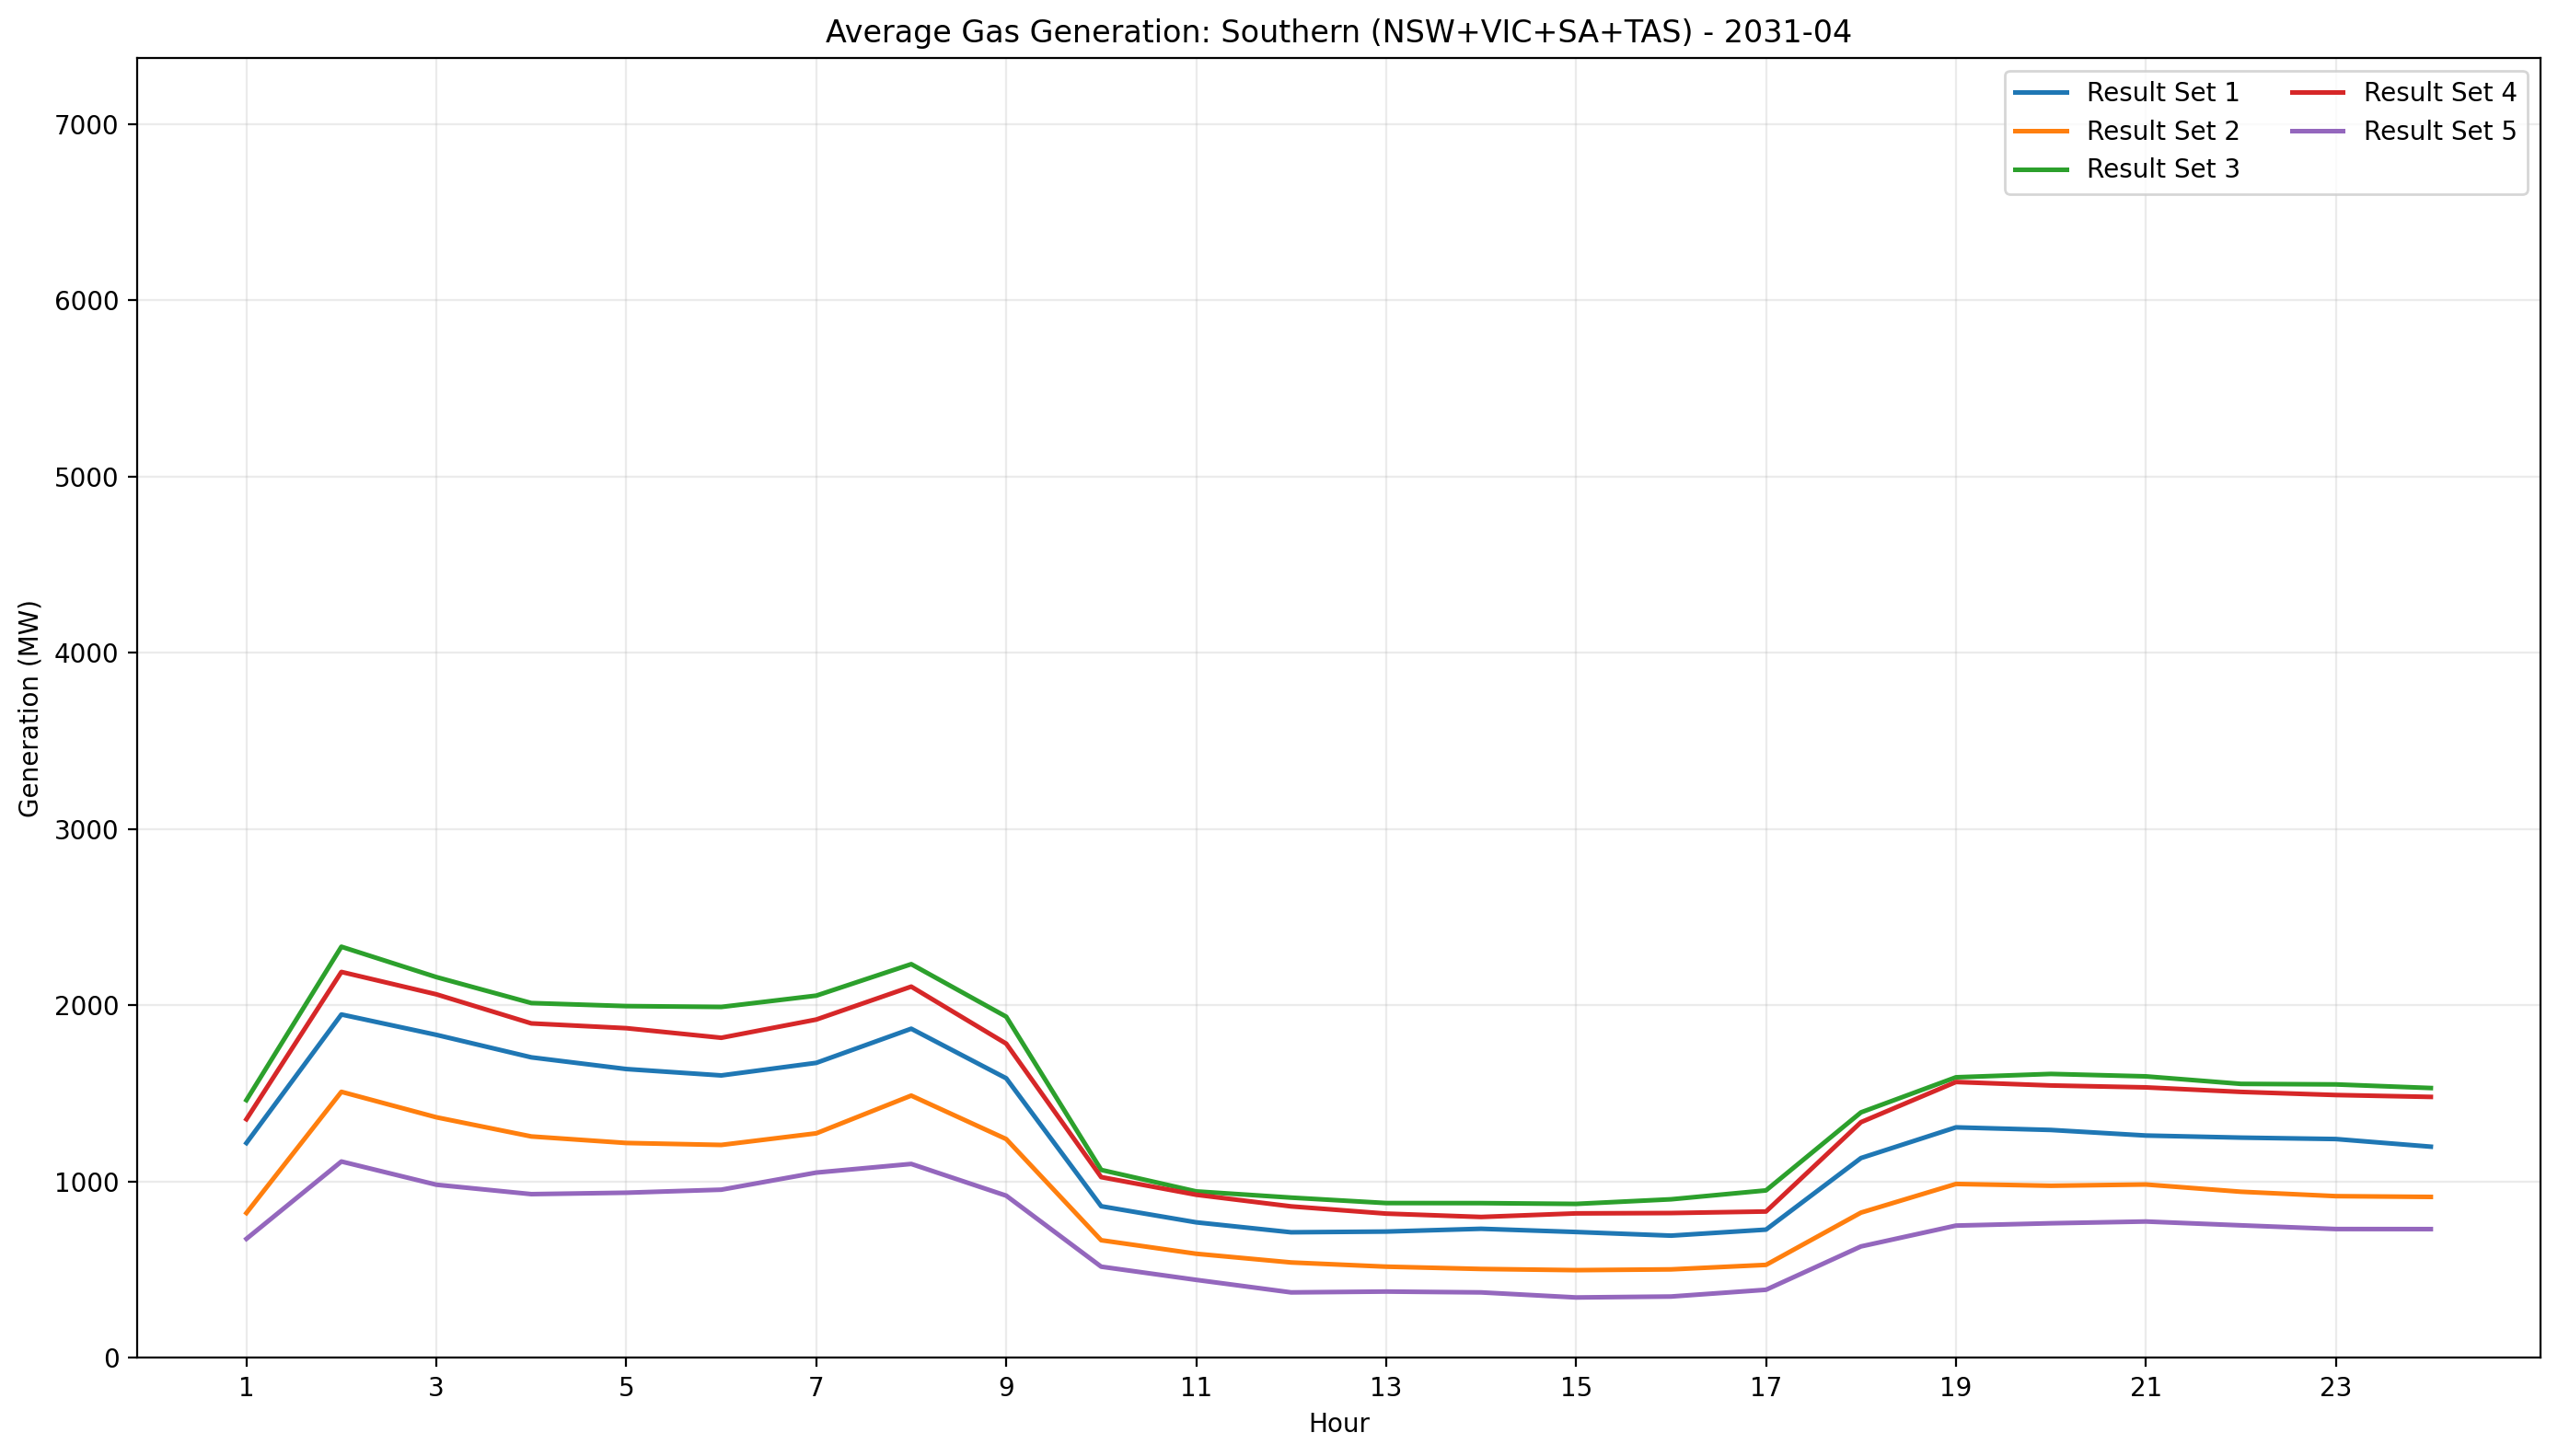 Average Gas Generation: Southern (NSW+VIC+SA+TAS) - 2031-04
Result Set 1
Result Set 2
Result Set 3
Result Set 4
Result Set 5
Generation (MW)
7000
6000
5000
4000
3000
2000
1000
0
1 3 5 7 9 11 13 15 17 19 21 23
Hour